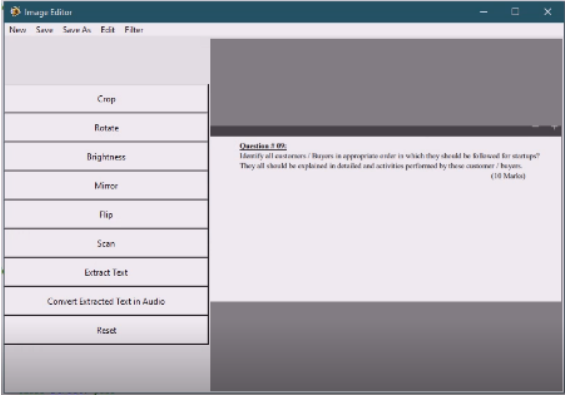 Image Editor
New Save Save As Edit Filter
Crop
Rotate
Brightness
Mirror
Flip
Scan
Extract Text
Convert Extracted Text in Audio
Reset
Question # 09:
Identify all customers / Buyers in appropriate order in which they should be followed for startups?
They all should be explained in detailed and activities performed by these customer / buyers.
(10 Marks)